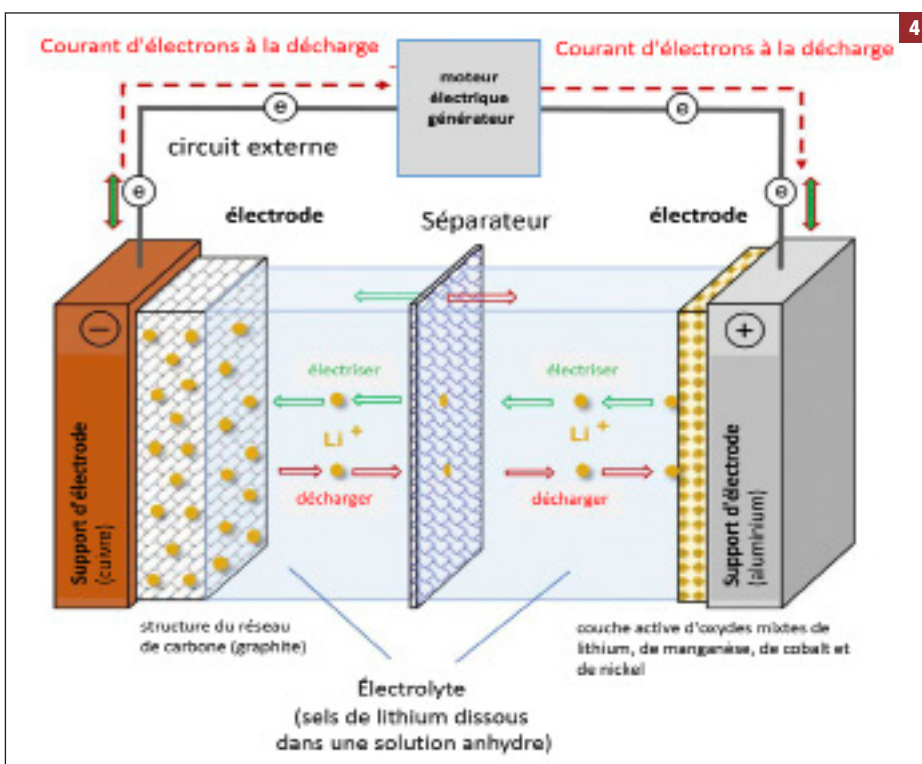 4
Courant d'électrons à la décharge
Courant d'électrons à la décharge
moteur
électrique
générateur
e
e
circuit externe
e
e
électrode
Séparateur
électrode
−
+
électriser
électriser
Li +
Li +
décharger
décharger
Support d'électrode
(cuivre)
Support d'électrode
(aluminium)
structure du réseau
de carbone (graphite)
couche active d'oxydes mixtes de
lithium, de manganèse, de cobalt et
de nickel
Électrolyte
(sels de lithium dissous
dans une solution anhydre)